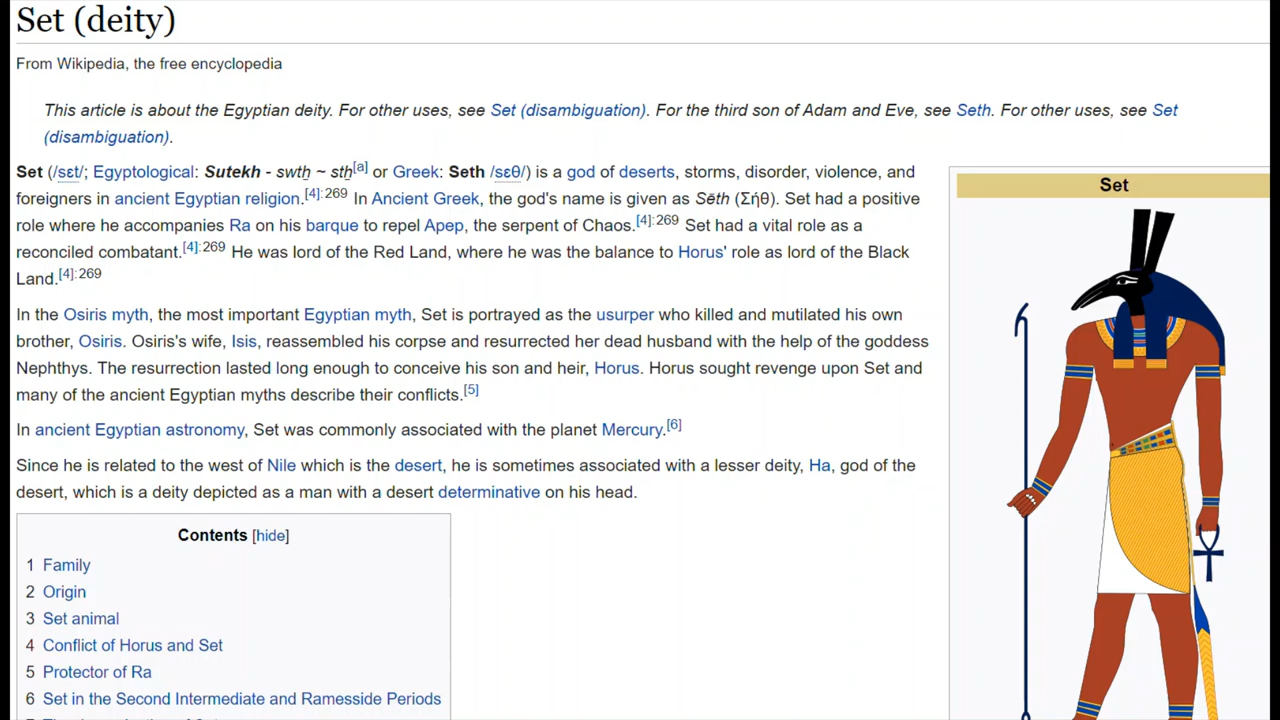 Set (deity)
From Wikipedia, the free encyclopedia
This article is about the Egyptian deity. For other uses, see Set (disambiguation). For the third son of Adam and Eve, see Seth. For other uses, see Set
(disambiguation).
Set (/sɛt/; Egyptological: Sutekh - swtẖ ~ stẖ[a] or Greek: Seth /sɛθ/) is a god of deserts, storms, disorder, violence, and
foreigners in ancient Egyptian religion.[4]:269 In Ancient Greek, the god's name is given as Sēth (Σήθ). Set had a positive
role where he accompanies Ra on his barque to repel Apep, the serpent of Chaos.[4]:269 Set had a vital role as a
reconciled combatant.[4]:269 He was lord of the Red Land, where he was the balance to Horus' role as lord of the Black
Land.[4]:269
In the Osiris myth, the most important Egyptian myth, Set is portrayed as the usurper who killed and mutilated his own
brother, Osiris. Osiris's wife, Isis, reassembled his corpse and resurrected her dead husband with the help of the goddess
Nephthys. The resurrection lasted long enough to conceive his son and heir, Horus. Horus sought revenge upon Set and
many of the ancient Egyptian myths describe their conflicts.[5]
In ancient Egyptian astronomy, Set was commonly associated with the planet Mercury.[6]
Since he is related to the west of Nile which is the desert, he is sometimes associated with a lesser deity, Ha, god of the
desert, which is a deity depicted as a man with a desert determinative on his head.
Contents [hide]
1 Family
2 Origin
3 Set animal
4 Conflict of Horus and Set
5 Protector of Ra
6 Set in the Second Intermediate and Ramesside Periods
Set